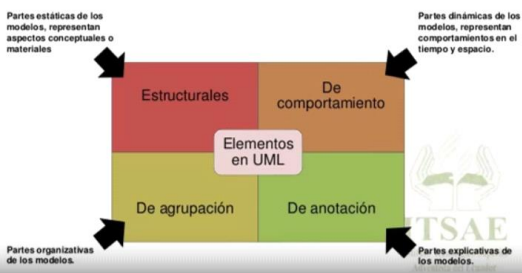 Partes estáticas de los
modelos, representan
aspectos conceptuales o
materiales
Partes dinámicas de los
modelos, representan
comportamientos en el
tiempo y espacio.
Estructurales
De
comportamiento
Elementos
en UML
De agrupación
De anotación
ITSAE
Partes organizativas
de los modelos.
Partes explicativas de
los modelos.